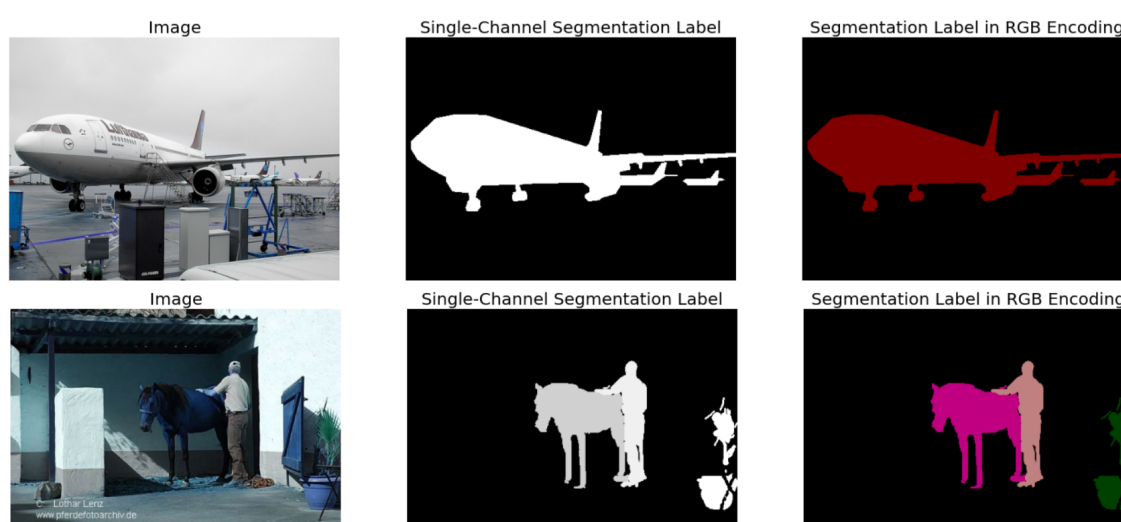 Image
Single-Channel Segmentation Label
Segmentation Label in RGB Encoding
Lufthansa
Image
Single-Channel Segmentation Label
Segmentation Label in RGB Encoding
© Lothar Lenz
www.pferdefotoarchiv.de